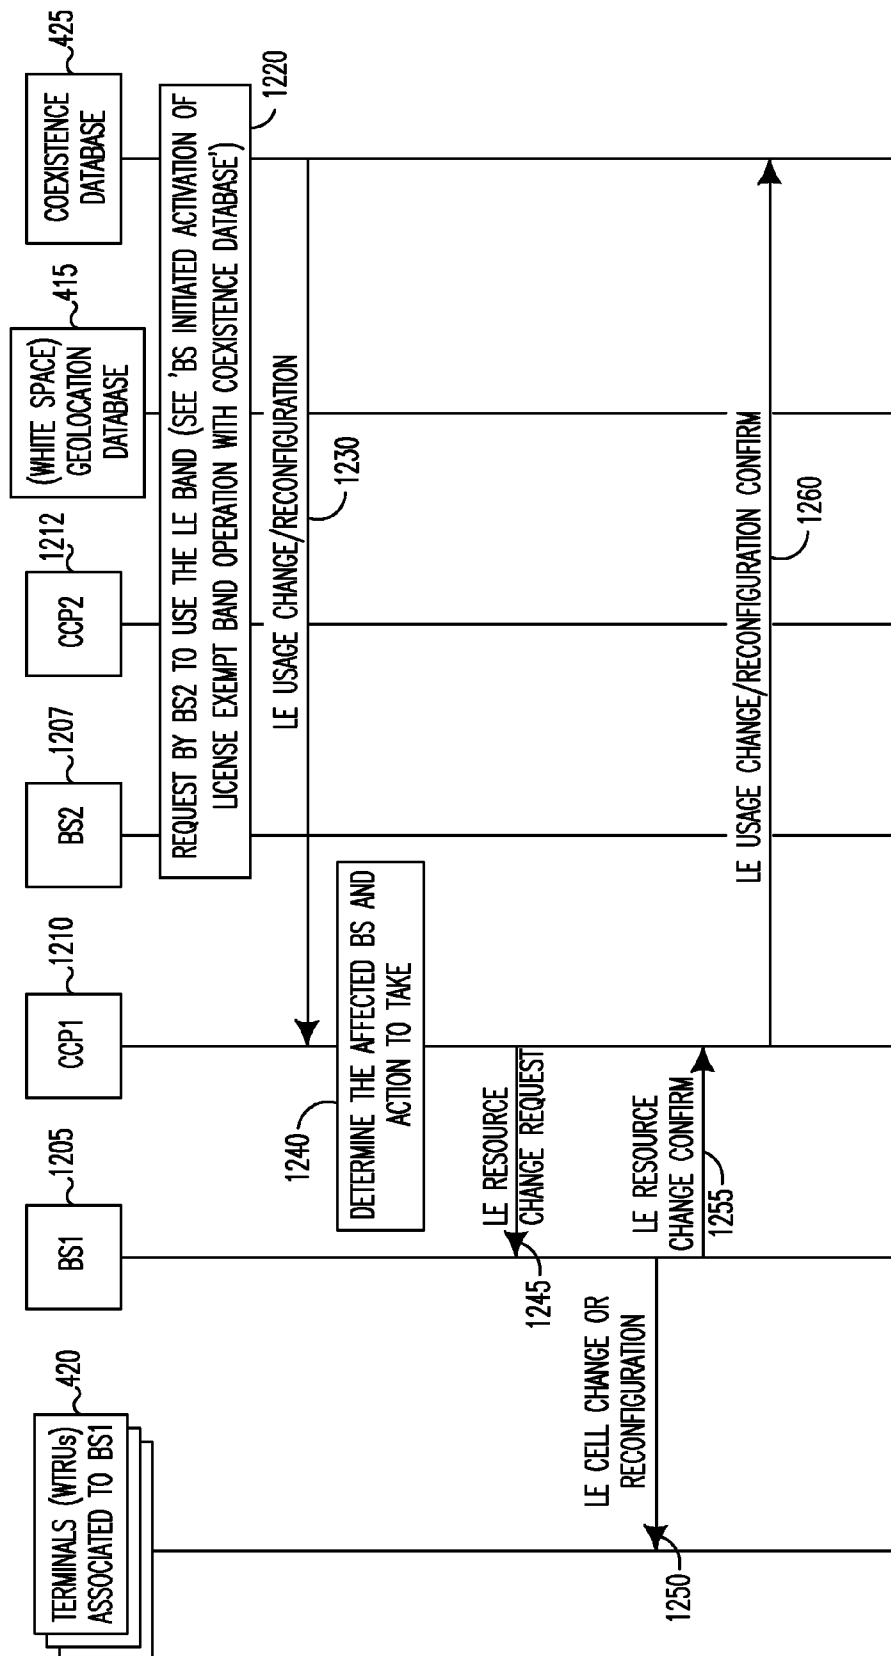 TERMINALS (WTRUs)
ASSOCIATED TO BS1
420
BS1
1205
CCP1
1210
BS2
1207
CCP2
1212
(WHITE SPACE)
GEOLOCATION
DATABASE
415
COEXISTENCE
DATABASE
425
REQUEST BY BS2 TO USE THE LE BAND (SEE 'BS INITIATED ACTIVATION OF
LICENSE EXEMPT BAND OPERATION WITH COEXISTENCE DATABASE')
1220
LE USAGE CHANGE/RECONFIGURATION
1230
DETERMINE THE AFFECTED BS AND
ACTION TO TAKE
1240
LE RESOURCE
CHANGE REQUEST
1245
LE CELL CHANGE OR
RECONFIGURATION
1250
LE RESOURCE
CHANGE CONFIRM
1255
LE USAGE CHANGE/RECONFIGURATION CONFIRM
1260